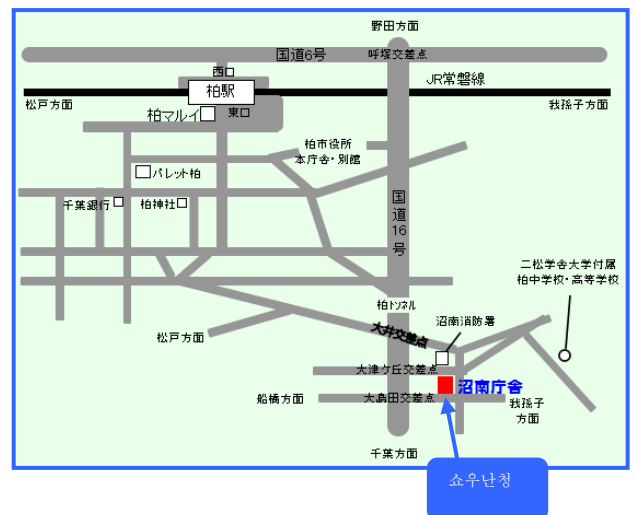 野田方面
国道6号
呼塚交差点
西口
JR常磐線
柏駅
松戸方面
我孫子方面
柏マルイ
東口
柏市役所
本庁舎・別館
パレット柏
国道16号
千葉銀行
柏神社
二松学舎大学付属
柏中学校・高等学校
柏トンネル
沼南消防署
大井交差点
松戸方面
大津ケ丘交差点
沼南庁舎
船橋方面
大島田交差点
我孫子
方面
千葉方面
쇼우난청